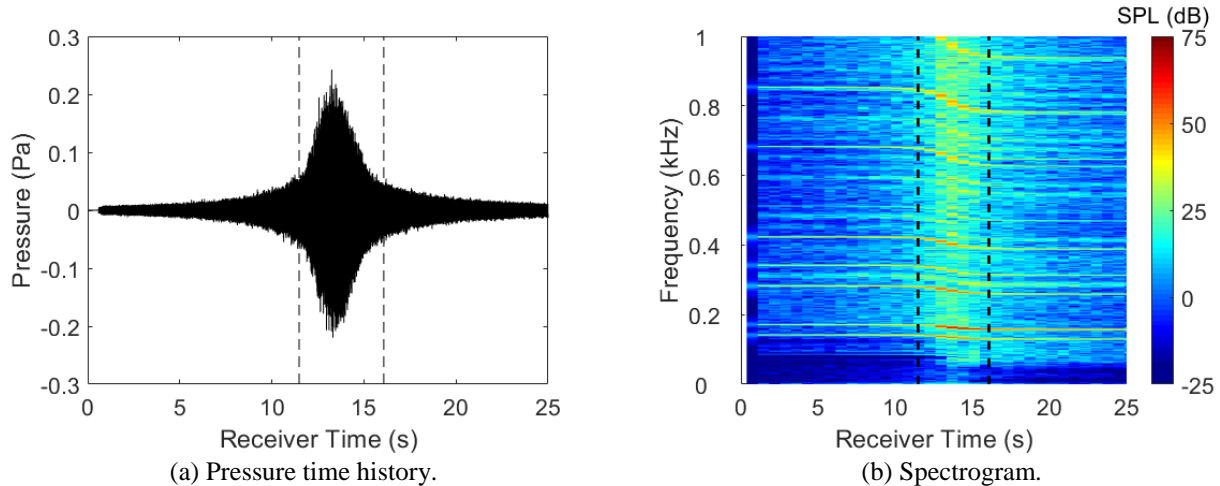 0.3
0.2
0.1
0
-0.1
-0.2
-0.3
Pressure (Pa)
0 5 10 15 20 25
Receiver Time (s)
(a) Pressure time history.
1
0.8
0.6
0.4
0.2
0
Frequency (kHz)
0 5 10 15 20 25
Receiver Time (s)
SPL (dB)
75
50
25
0
-25
(b) Spectrogram.